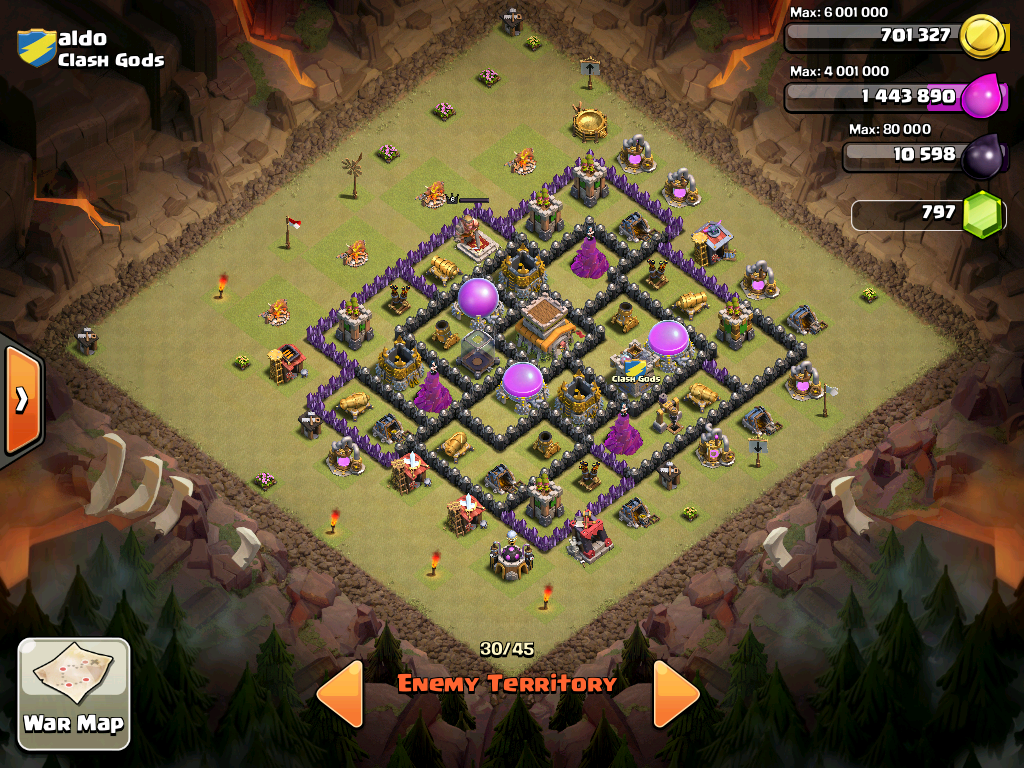 aldo
Clash Gods
Max: 6 001 000
701 327
Max: 4 001 000
1 443 890
Max: 80 000
10 598
797
Clash Gods
30/45
Enemy Territory
War Map